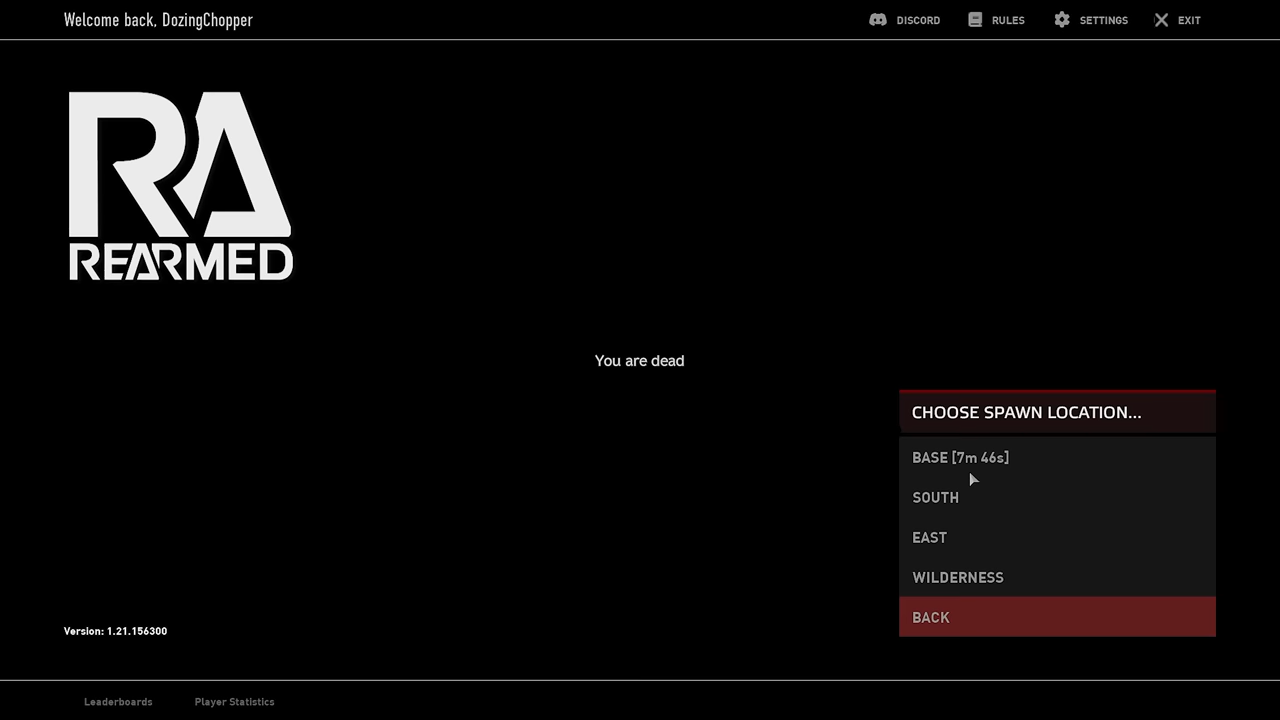 Welcome back, DozingChopper
DISCORD
RULES
SETTINGS
EXIT
RA
REARMED
You are dead
CHOOSE SPAWN LOCATION...
BASE [7m 46s]
SOUTH
EAST
WILDERNESS
BACK
Version: 1.21.156300
Leaderboards
Player Statistics